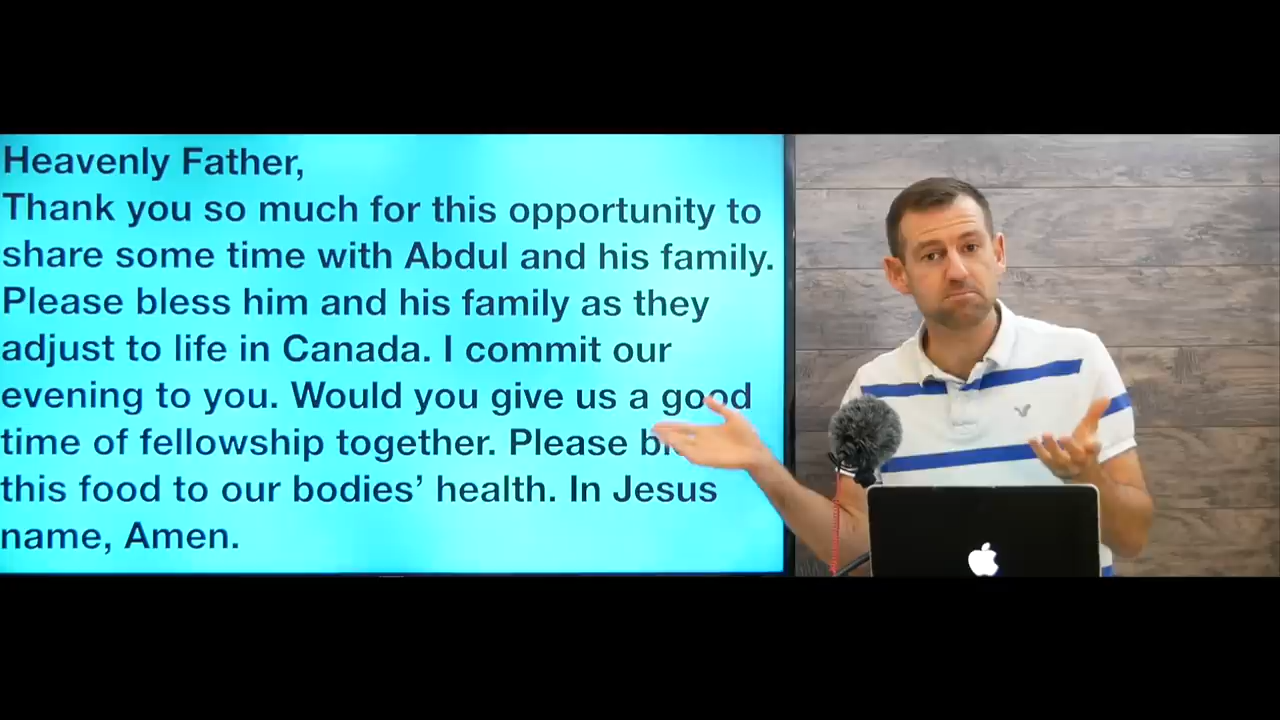 Heavenly Father,
Thank you so much for this opportunity to
share some time with Abdul and his family.
Please bless him and his family as they
adjust to life in Canada. I commit our
evening to you. Would you give us a good
time of fellowship together. Please
this food to our bodies’ health. In Jesus
name, Amen.